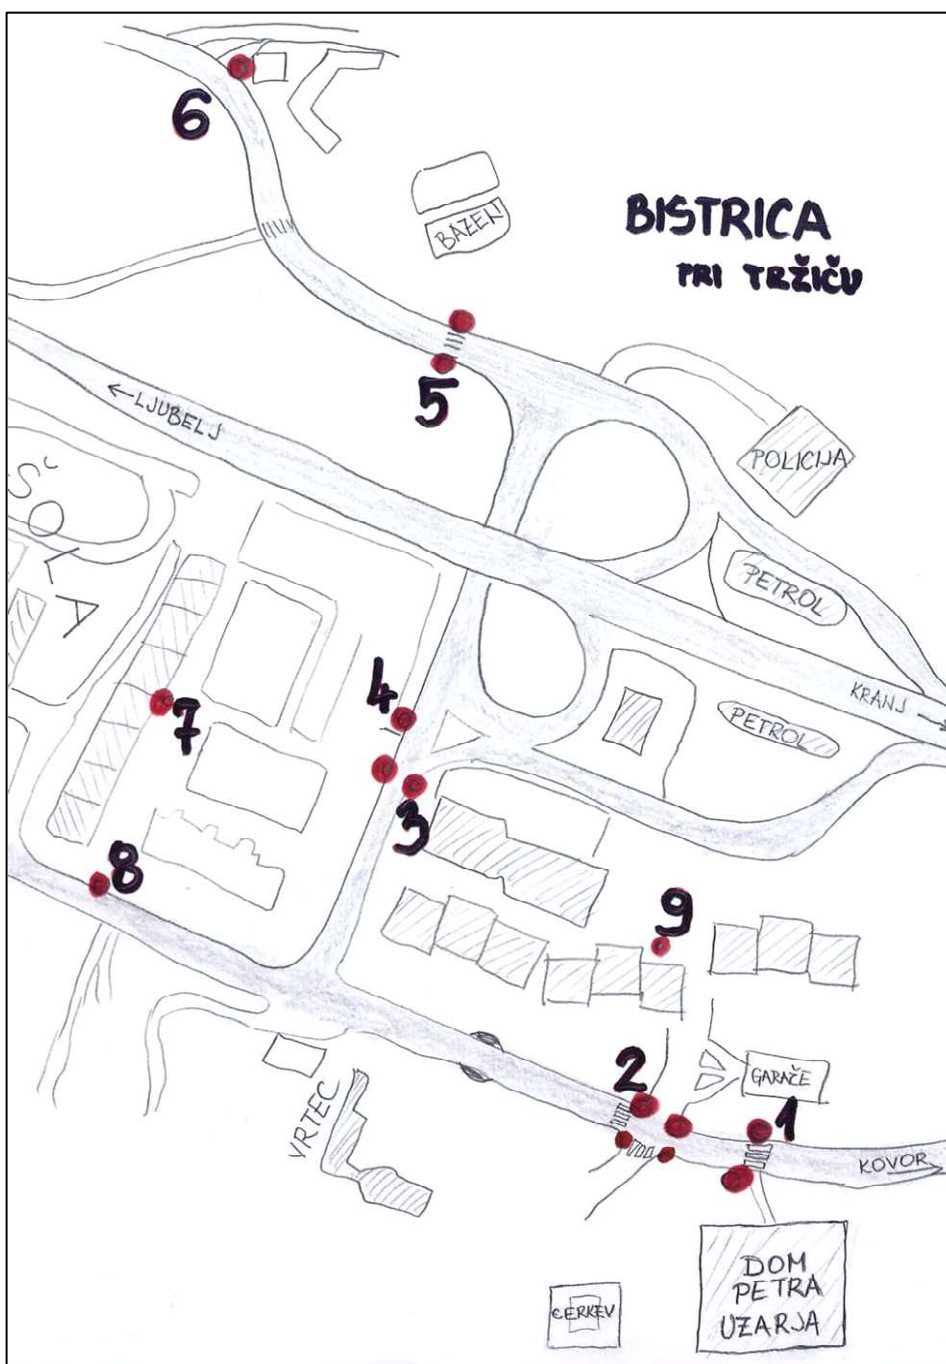 6
BAZEN
BISTRICA
PRI TRŽIČU
5
← LJUBELJ
POLICIJA
ŠOLA
PETROL
KRANJ →
4
7
PETROL
3
8
9
2
GARAŽE
1
VRTEC
KOVOR →
CERKEV
DOM
PETRA
UZARJA